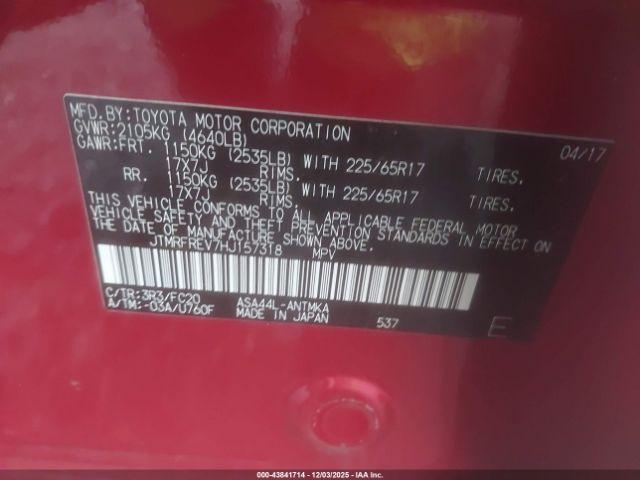 MFD.BY:TOYOTA MOTOR CORPORATION 04/17
GVWR:2105KG (4640LB)
GAWR:FRT. 1150KG (2535LB) WITH 225/65R17 TIRES.
17X7J RIMS.
RR. 1150KG (2535LB) WITH 225/65R17 TIRES.
17X7J RIMS.
THIS VEHICLE CONFORMS TO ALL APPLICABLE FEDERAL MOTOR
VEHICLE SAFETY AND THEFT PREVENTION STANDARDS IN EFFECT ON
THE DATE OF MANUFACTURE SHOWN ABOVE.
JTMRFREV7HJ157318 MPV
C/TR:3R3/FC20 ASA44L-ANTMKA
A/TM:-03A/U760F MADE IN JAPAN 537 E
000-43841714 | 12/03/2025 | IAA Inc.